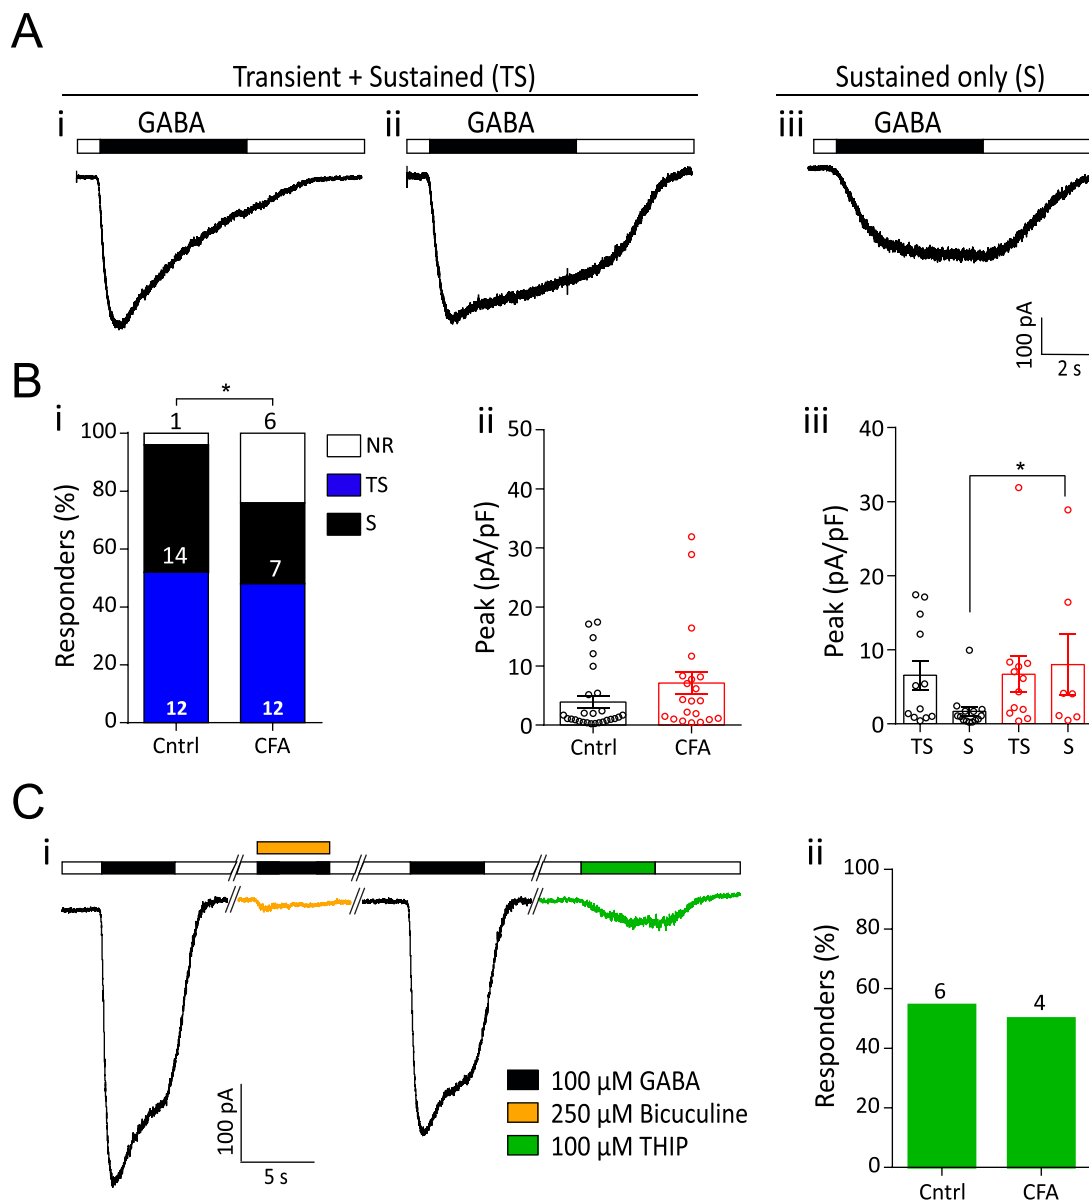 A
Transient + Sustained (TS)
Sustained only (S)
i
GABA
ii
GABA
iii
GABA
100 pA
2 s
B
i
*
1
6
100
80
60
40
20
0
Responders (%)
14
7
12
12
Cntrl
CFA
NR
TS
S
ii
50
40
30
20
10
0
Peak (pA/pF)
Cntrl
CFA
iii
40
30
20
10
0
Peak (pA/pF)
*
TS
S
TS
S
C
i
100 pA
5 s
100 µM GABA
250 µM Bicuculine
100 µM THIP
ii
100
80
60
40
20
0
Responders (%)
6
4
Cntrl
CFA